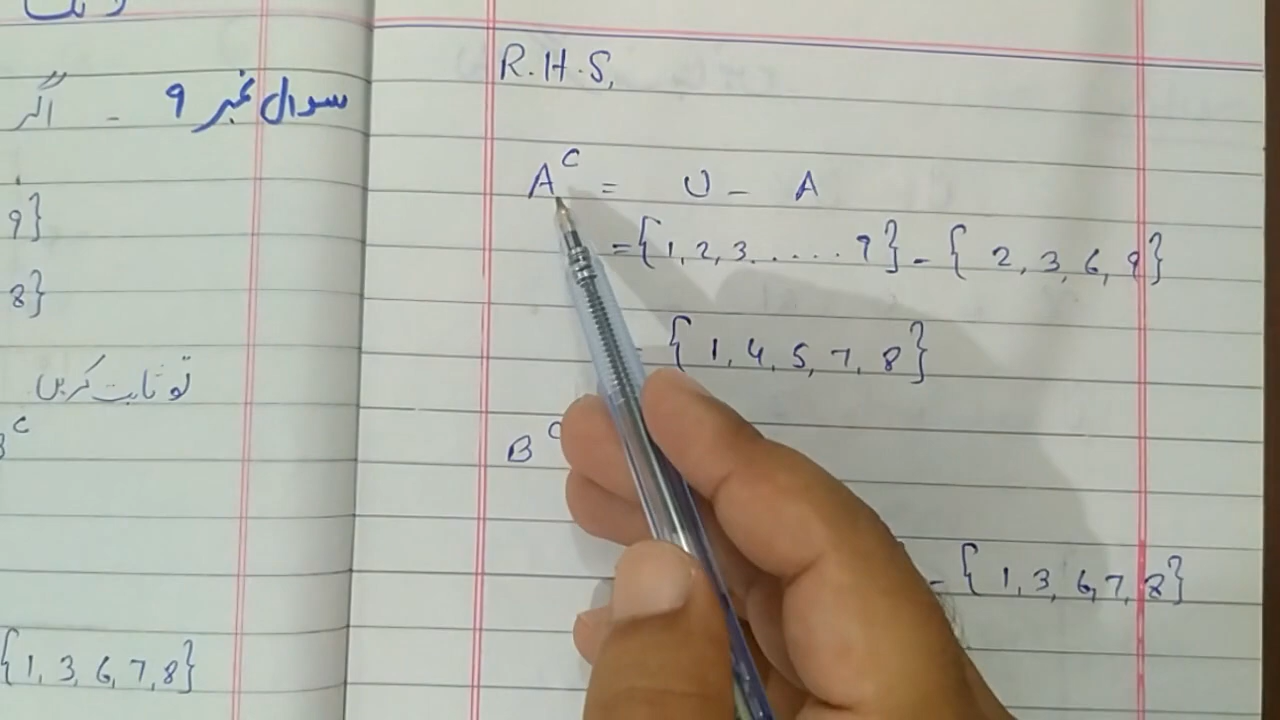 سوال نمبر ۹ - اگر
9}
8}
تو ثابت کریں
C
{1, 3, 6, 7, 8}
R.H.S,
A^C = U - A
={1, 2, 3. . . . . 9} - { 2, 3, 6, 9}
- { 1, 4, 5, 7, 8}
B^C
- { 1, 3, 6, 7, 8}